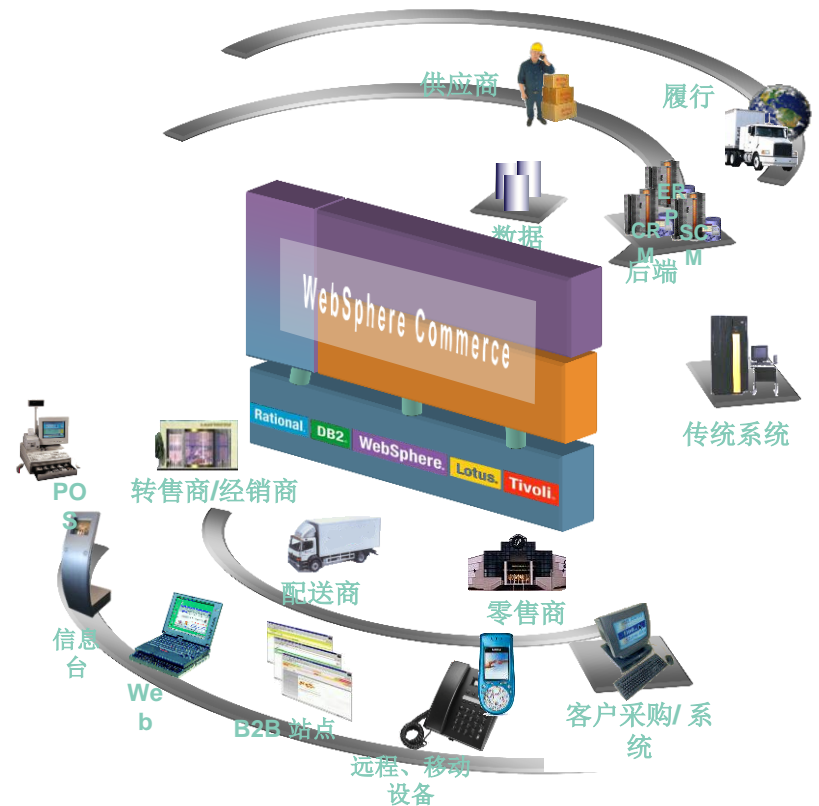 供应商
履行
ER
P
CR
M
SC
M
数据
后端
WebSphere Commerce
传统系统
Rational.
DB2.
WebSphere.
Lotus.
Tivoli.
PO
S
转售商/经销商
配送商
零售商
信息
台
We
b
B2B 站点
客户采购/ 系
统
远程、移动
设备